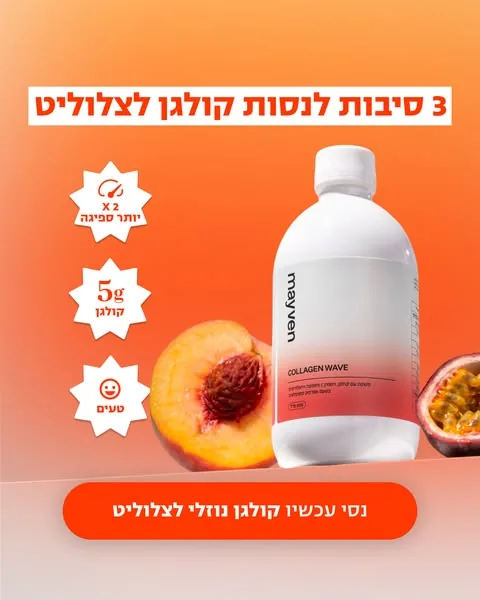 3 סיבות לנסות קולגן לצלוליט
X 2
יותר ספיגה
5g
קולגן
טעים
mayven
COLLAGEN WAVE
נסי עכשיו קולגן נוזלי לצלוליט